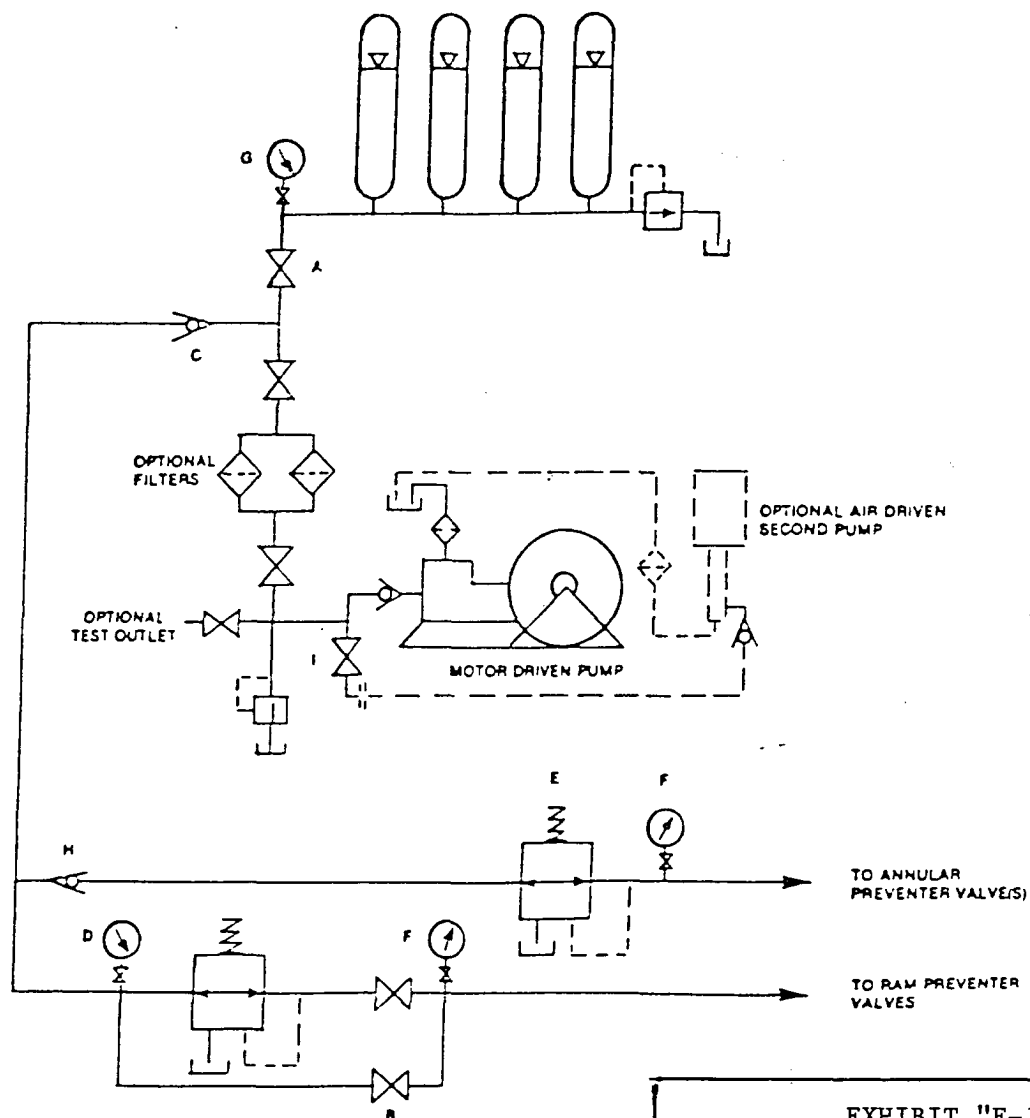 G
A
C
OPTIONAL
FILTERS
OPTIONAL AIR DRIVEN
SECOND PUMP
OPTIONAL
TEST OUTLET
I
MOTOR DRIVEN PUMP
E
F
H
TO ANNULAR
PREVENTER VALVE(S)
D
F
TO RAM PREVENTER
VALVES
B